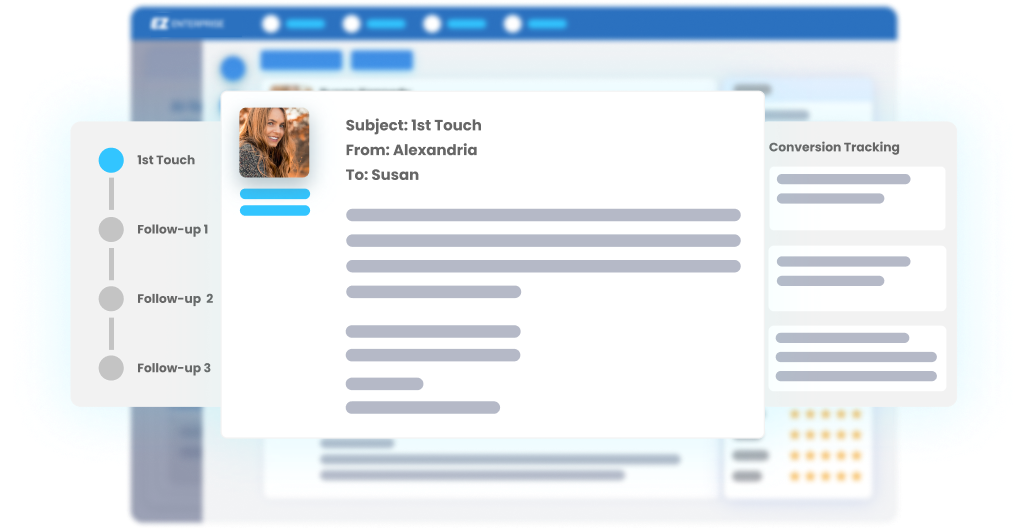 EZ ENTERPRISE
1st Touch
Follow-up 1
Follow-up 2
Follow-up 3
Subject: 1st Touch
From: Alexandria
To: Susan
Conversion Tracking